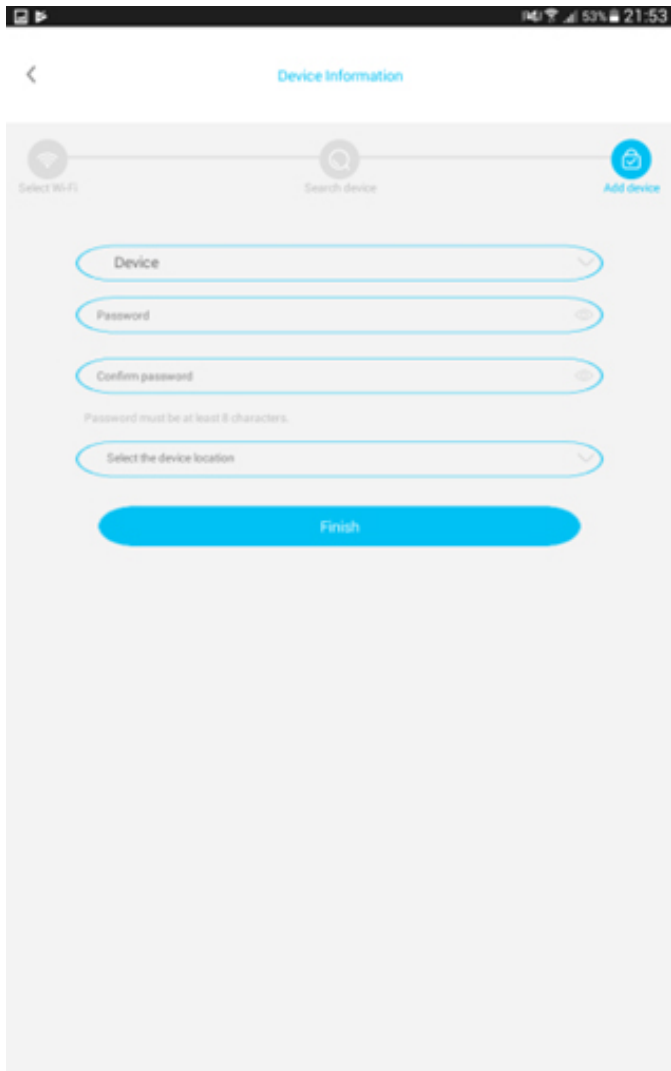 53% 21:53
Device Information
Select Wi-Fi
Search device
Add device
Device
Password
Confirm password
Password must be at least 8 characters.
Select the device location
Finish